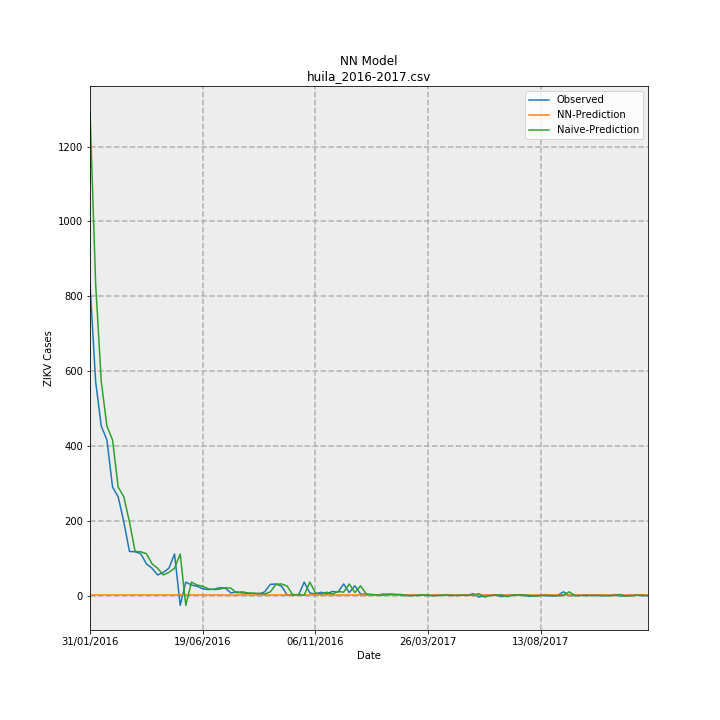 NN Model
huila_2016-2017.csv
Observed
NN-Prediction
Naive-Prediction
1200
1000
800
600
400
200
0
ZIKV Cases
31/01/2016
19/06/2016
06/11/2016
26/03/2017
13/08/2017
Date